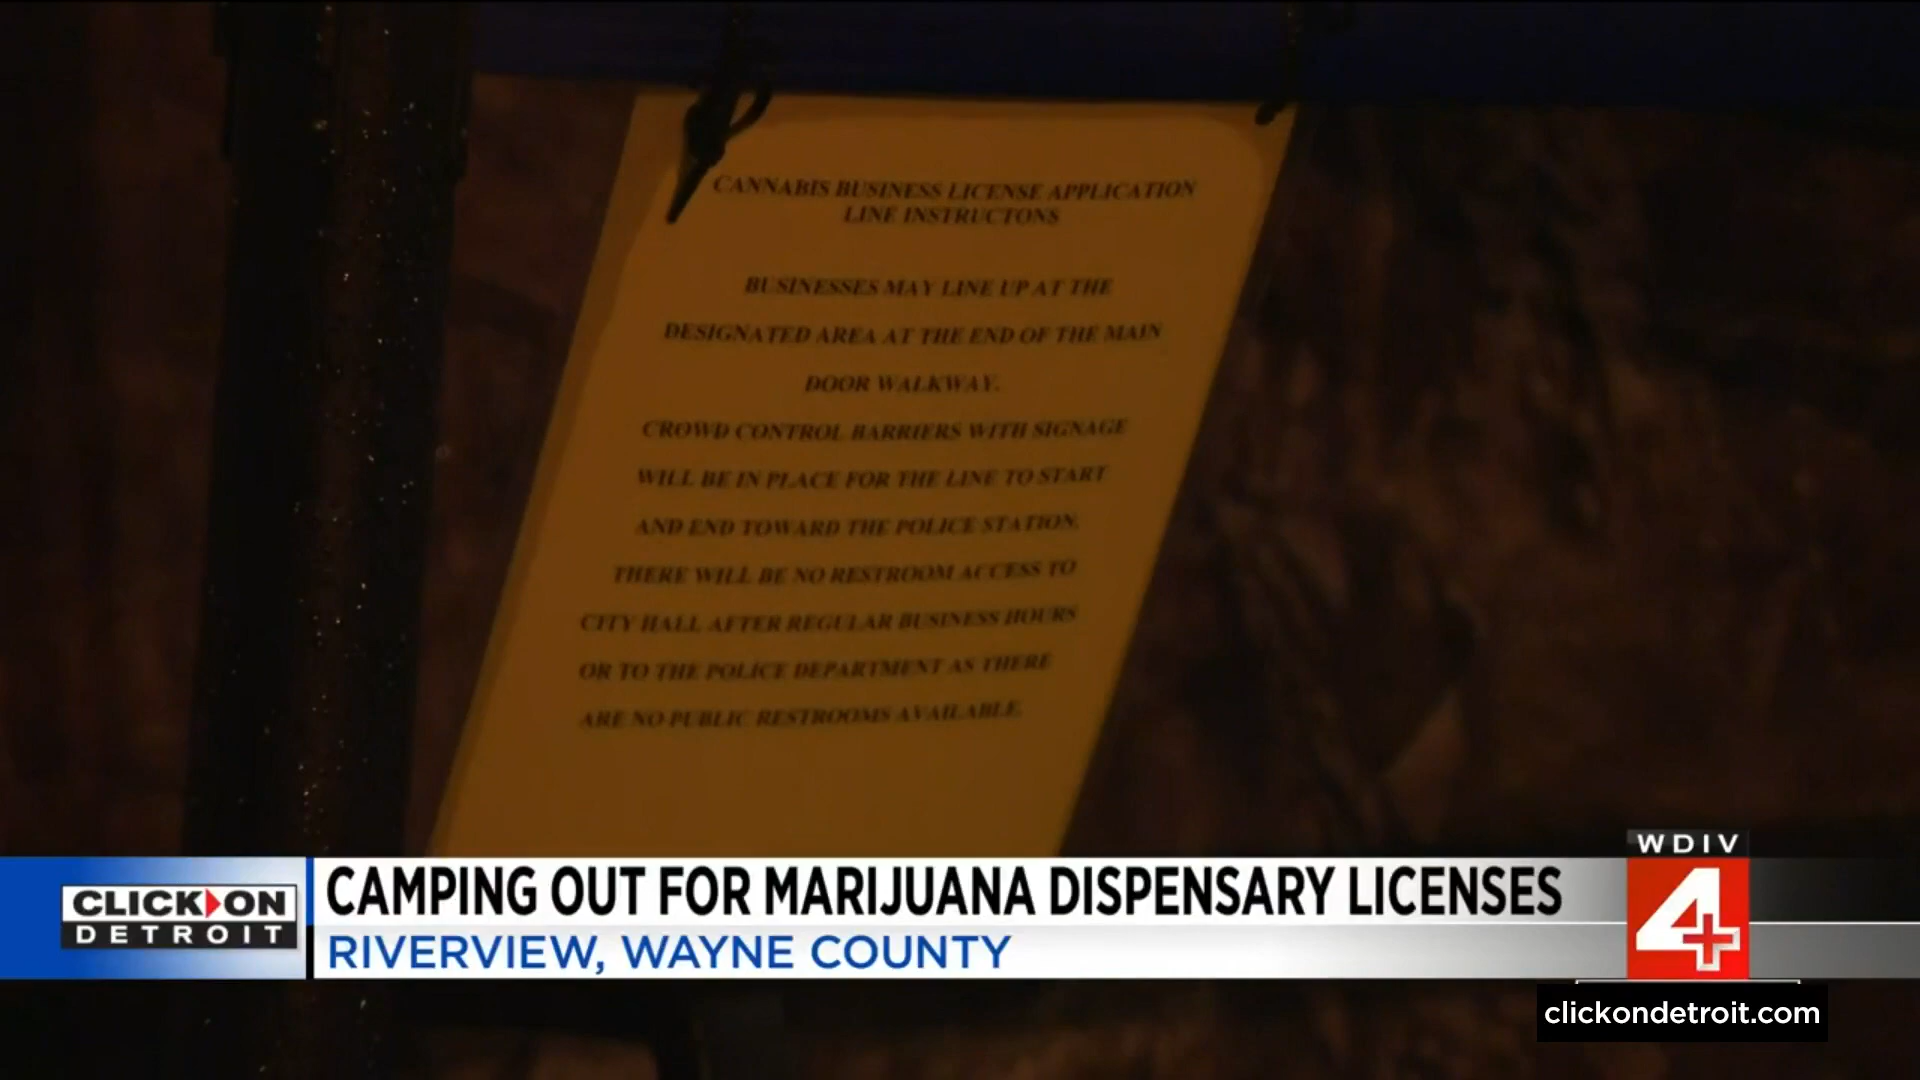 CANNABIS BUSINESS LICENSE APPLICATION
LINE INSTRUCTONS
BUSINESSES MAY LINE UP AT THE
DESIGNATED AREA AT THE END OF THE MAIN
DOOR WALKWAY.
CROWD CONTROL BARRIERS WITH SIGNAGE
WILL BE IN PLACE FOR THE LINE TO START
AND END TOWARD THE POLICE STATION.
THERE WILL BE NO RESTROOM ACCESS TO
CITY HALL AFTER REGULAR BUSINESS HOURS
OR TO THE POLICE DEPARTMENT AS THERE
ARE NO PUBLIC RESTROOMS AVAILABLE.
WDIV
4
CLICK ON
DETROIT
CAMPING OUT FOR MARIJUANA DISPENSARY LICENSES
RIVERVIEW, WAYNE COUNTY
clickondetroit.com